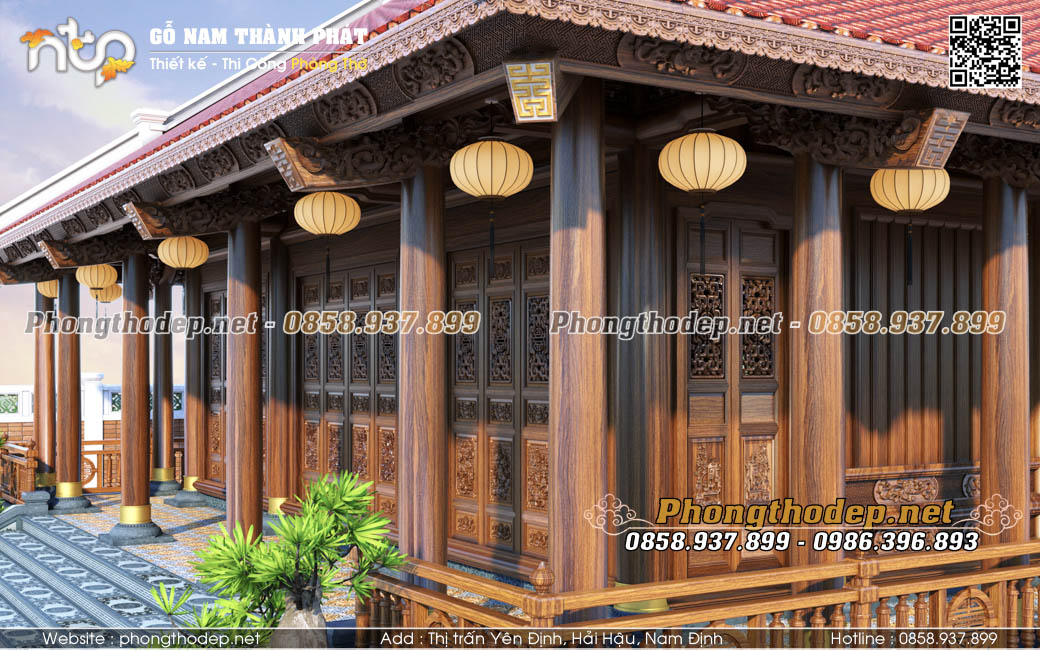 ntp
GỖ NAM THÀNH PHÁT
Thiết kế - Thi Công Phòng Thờ
Phongthodep.net - 0858.937.899
Phongthodep.net - 0858.937.899
Phongthodep.net
0858.937.899 - 0986.396.893
Website : phongthodep.net
Add : Thị trấn Yên Định, Hải Hậu, Nam Định
Hotline : 0858.937.899